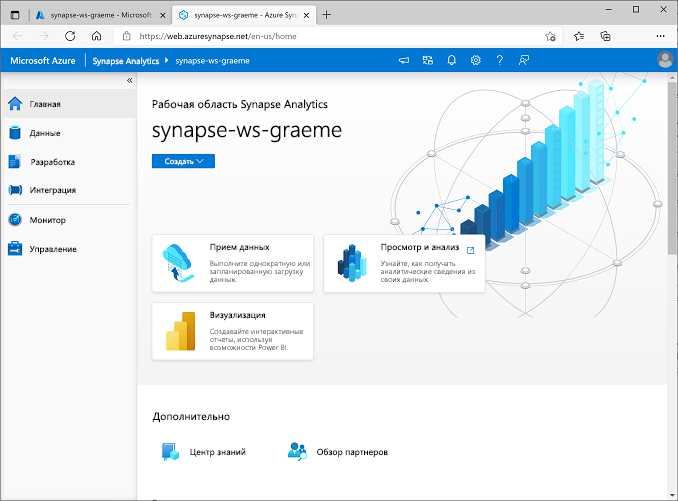 synapse-ws-graeme - Microsoft
synapse-ws-graeme - Azure Syna
https://web.azuresynapse.net/en-us/home
Microsoft Azure
Synapse Analytics
synapse-ws-graeme
Главная
Данные
Разработка
Интеграция
Монитор
Управление
Рабочая область Synapse Analytics
synapse-ws-graeme
Создать
Прием данных
Выполните однократную или
запланированную загрузку
данных.
Просмотр и анализ
Узнайте, как получать
аналитические сведения из
своих данных.
Визуализация
Создавайте интерактивные
отчеты, используя
возможности Power BI.
Дополнительно
Центр знаний
Обзор партнеров